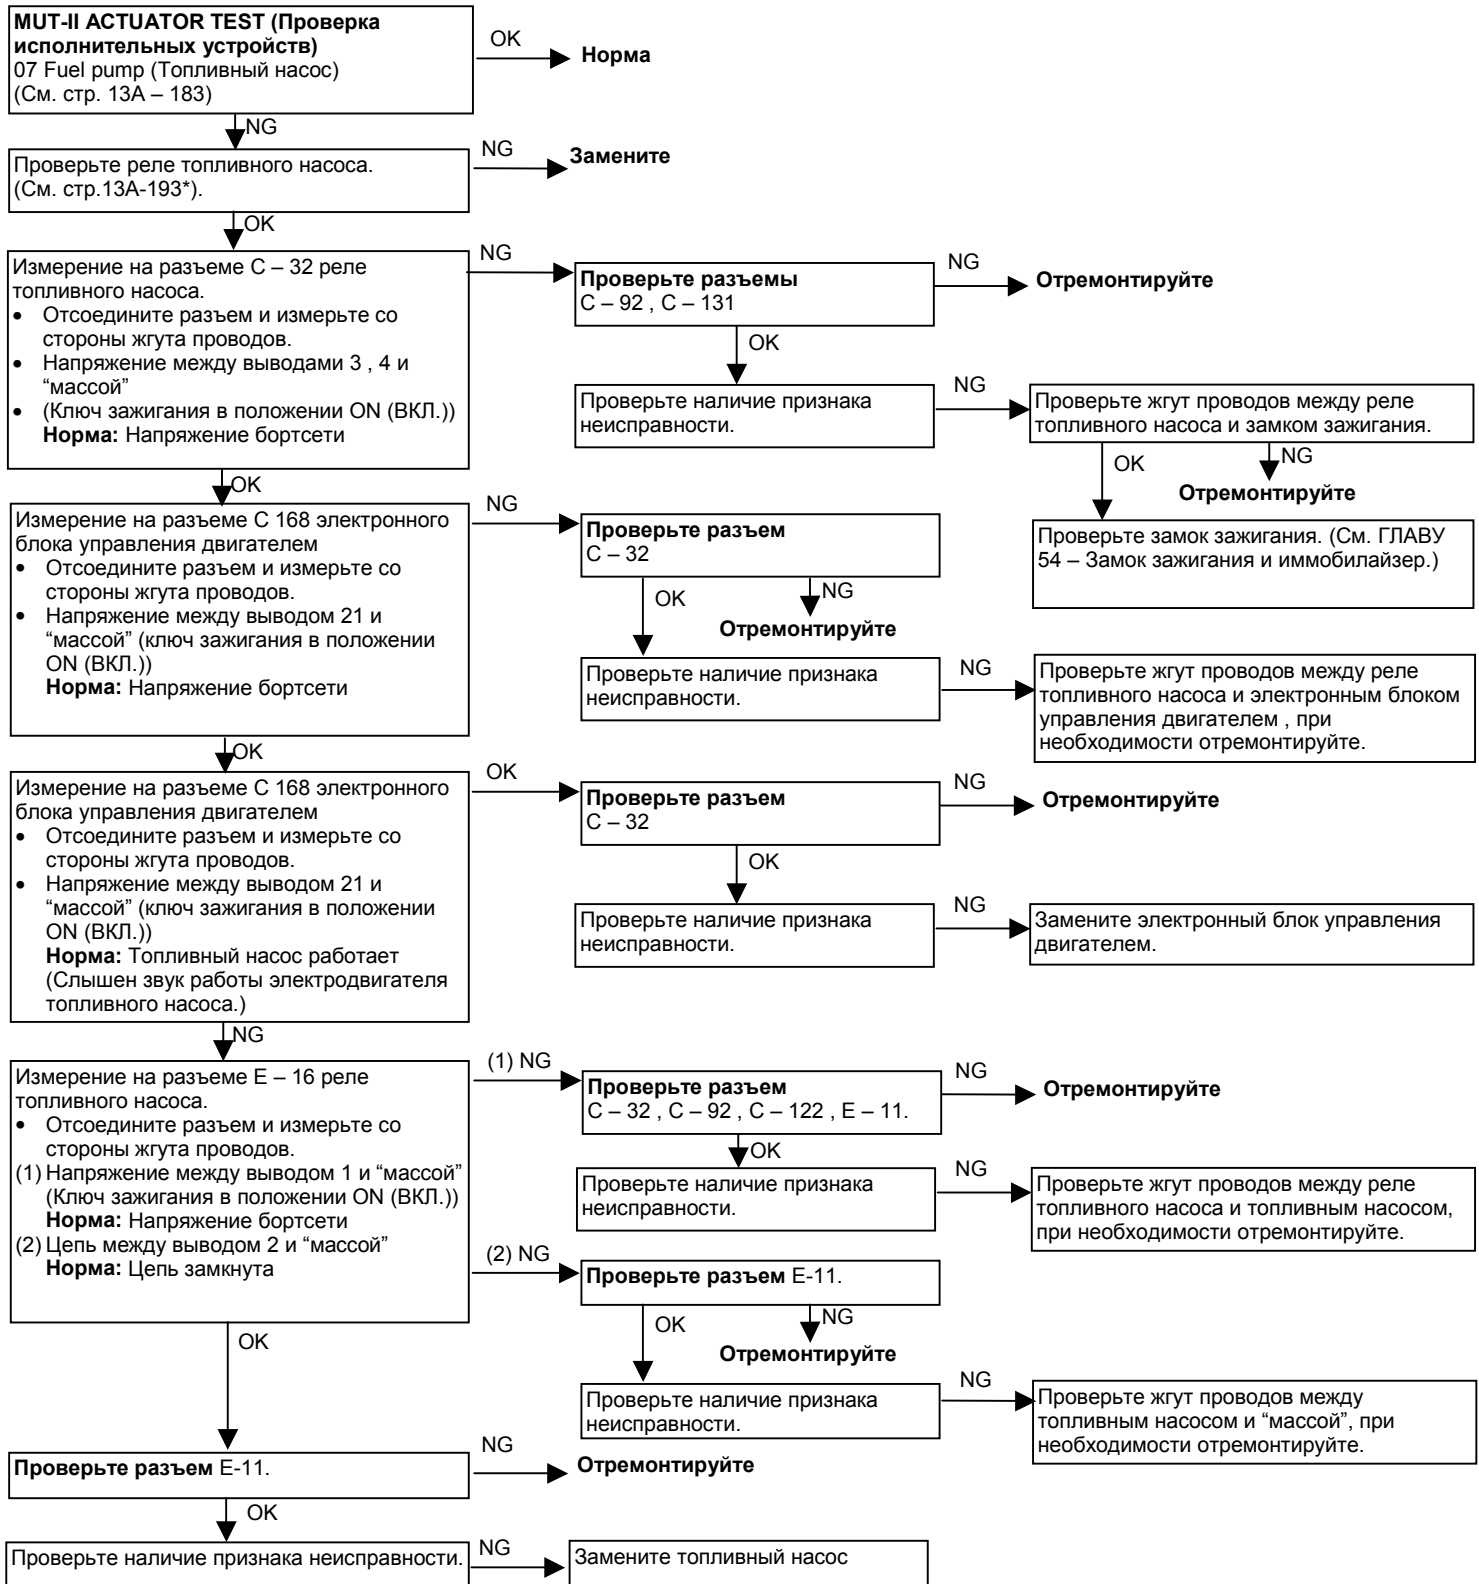 MUT-II ACTUATOR TEST (Проверка
исполнительных устройств)
07 Fuel pump (Топливный насос)
(См. стр. 13A – 183)
OK
Норма
NG
Проверьте реле топливного насоса.
(См. стр.13А-193*).
NG
Замените
OK
Измерение на разъеме С – 32 реле
топливного насоса.
• Отсоедините разъем и измерьте со
стороны жгута проводов.
• Напряжение между выводами 3 , 4 и
“массой”
• (Ключ зажигания в положении ON (ВКЛ.))
Норма: Напряжение бортсети
NG
Проверьте разъемы
С – 92 , С – 131
NG
Отремонтируйте
OK
Проверьте наличие признака
неисправности.
NG
Проверьте жгут проводов между реле
топливного насоса и замком зажигания.
OK
NG
Отремонтируйте
Проверьте замок зажигания. (См. ГЛАВУ
54 – Замок зажигания и иммобилайзер.)
OK
Измерение на разъеме С 168 электронного
блока управления двигателем
• Отсоедините разъем и измерьте со
стороны жгута проводов.
• Напряжение между выводом 21 и
“массой” (ключ зажигания в положении
ON (ВКЛ.))
Норма: Напряжение бортсети
NG
Проверьте разъем
С – 32
OK
NG
Отремонтируйте
Проверьте наличие признака
неисправности.
NG
Проверьте жгут проводов между реле
топливного насоса и электронным блоком
управления двигателем , при
необходимости отремонтируйте.
OK
Измерение на разъеме С 168 электронного
блока управления двигателем
• Отсоедините разъем и измерьте со
стороны жгута проводов.
• Напряжение между выводом 21 и
“массой” (ключ зажигания в положении
ON (ВКЛ.))
Норма: Топливный насос работает
(Слышен звук работы электродвигателя
топливного насоса.)
OK
Проверьте разъем
С – 32
NG
Отремонтируйте
OK
Проверьте наличие признака
неисправности.
NG
Замените электронный блок управления
двигателем.
NG
Измерение на разъеме Е – 16 реле
топливного насоса.
• Отсоедините разъем и измерьте со
стороны жгута проводов.
(1) Напряжение между выводом 1 и “массой”
(Ключ зажигания в положении ON (ВКЛ.))
Норма: Напряжение бортсети
(2) Цепь между выводом 2 и “массой”
Норма: Цепь замкнута
(1) NG
Проверьте разъем
С – 32 , С – 92 , С – 122 , Е – 11.
NG
Отремонтируйте
OK
Проверьте наличие признака
неисправности.
NG
Проверьте жгут проводов между реле
топливного насоса и топливным насосом,
при необходимости отремонтируйте.
(2) NG
Проверьте разъем Е-11.
OK
NG
Отремонтируйте
Проверьте наличие признака
неисправности.
NG
Проверьте жгут проводов между
топливным насосом и “массой”, при
необходимости отремонтируйте.
OK
Проверьте разъем Е-11.
NG
Отремонтируйте
OK
Проверьте наличие признака неисправности.
NG
Замените топливный насос